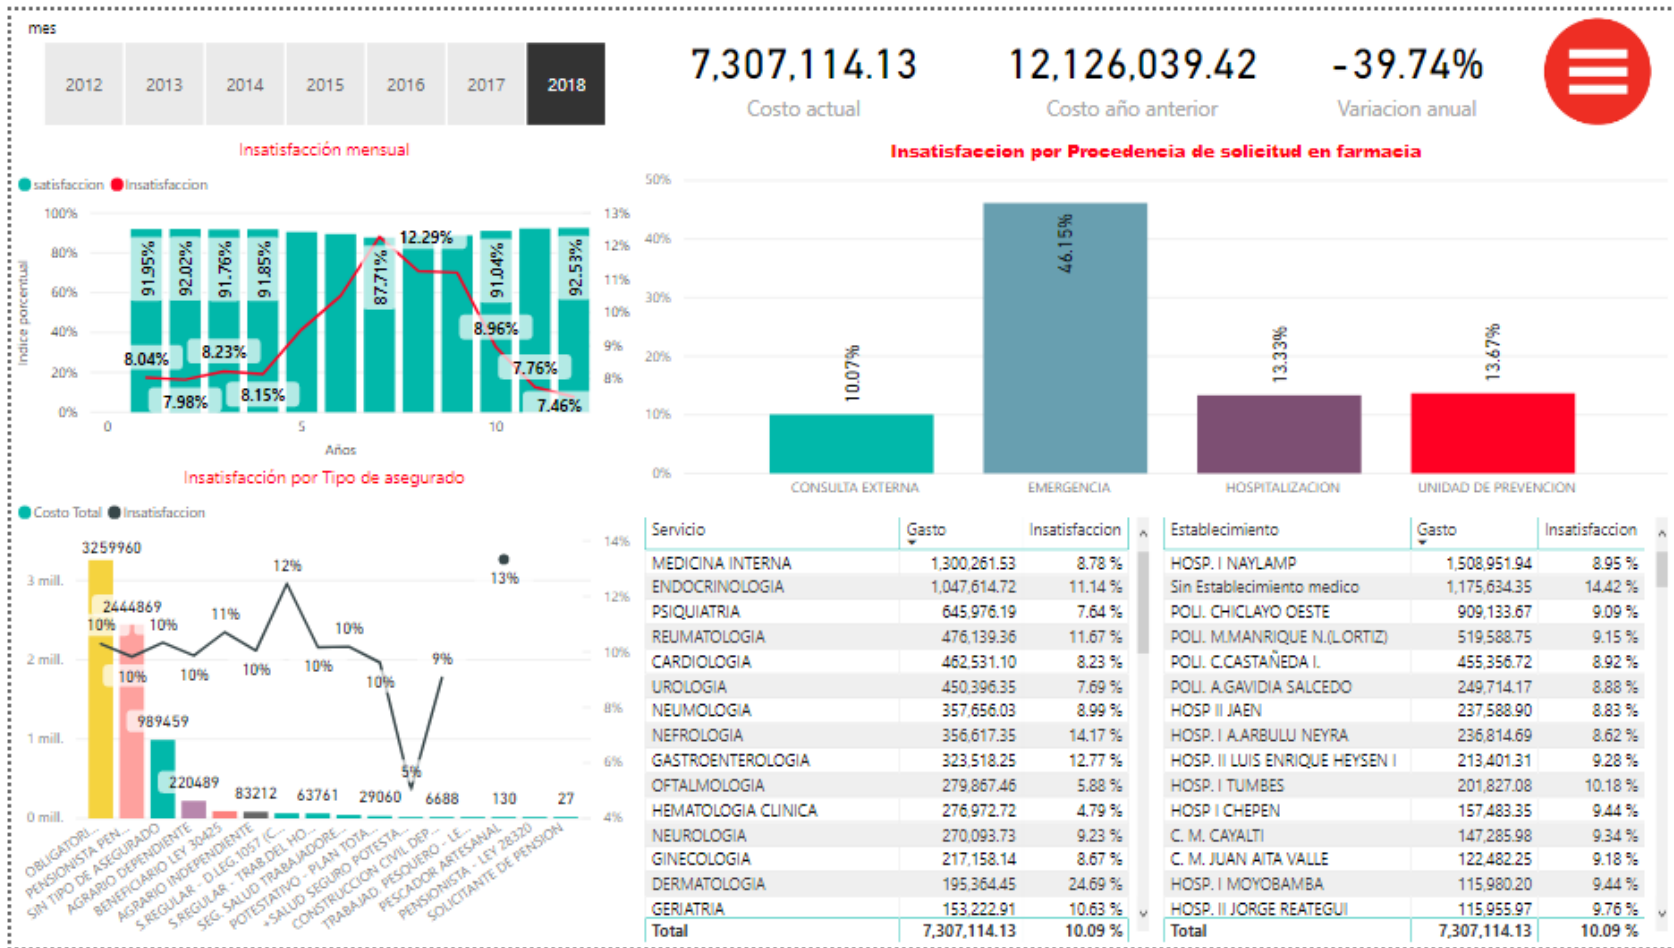 mes
2012 2013 2014 2015 2016 2017 2018
7,307,114.13
Costo actual
12,126,039.42
Costo año anterior
-39.74%
Variacion anual
Insatisfacción mensual
satisfaccion Insatisfaccion
Indice porcentual
100%
80%
60%
40%
20%
0%
13%
12%
11%
10%
9%
8%
91.95%
92.02%
91.76%
91.85%
87.71%
91.04%
92.53%
8.04%
7.98%
8.23%
8.15%
12.29%
8.96%
7.76%
7.46%
0 5 10
Años
Insatisfaccion por Procedencia de solicitud en farmacia
50%
40%
30%
20%
10%
0%
10.07%
46.15%
13.33%
13.67%
CONSULTA EXTERNA EMERGENCIA HOSPITALIZACION UNIDAD DE PREVENCION
Insatisfacción por Tipo de asegurado
Costo Total Insatisfaccion
3 mill.
2 mill.
1 mill.
0 mill.
14%
12%
10%
8%
6%
4%
3259960
2444869
989459
220489
83212
63761
29060
6688
130
27
10%
10%
10%
10%
11%
10%
12%
10%
10%
10%
5%
9%
13%
OBLIGATORI...
PENSIONISTA PEN...
SIN TIPO DE ASEGURADO
AGRARIO DEPENDIENTE
BENEFICIARIO LEY 30425
AGRARIO INDEPENDIENTE
S.REGULAR - D.LEG.1057 (C...
S.REGULAR - TRAB.DEL HO...
SEG. SALUD TRABAJADORE...
POTESTATIVO - PLAN TOTA...
+SALUD SEGURO POTESTA...
CONSTRUCCION CIVIL DEP...
TRABAJAD. PESQUERO - LE...
PESCADOR ARTESANAL
PENSIONISTA - LEY 28320
SOLICITANTE DE PENSION
Servicio Gasto Insatisfaccion
MEDICINA INTERNA 1,300,261.53 8.78 %
ENDOCRINOLOGIA 1,047,614.72 11.14 %
PSIQUIATRIA 645,976.19 7.64 %
REUMATOLOGIA 476,139.36 11.67 %
CARDIOLOGIA 462,531.10 8.23 %
UROLOGIA 450,396.35 7.69 %
NEUMOLOGIA 357,656.03 8.99 %
NEFROLOGIA 356,617.35 14.17 %
GASTROENTEROLOGIA 323,518.25 12.77 %
OFTALMOLOGIA 279,867.46 5.88 %
HEMATOLOGIA CLINICA 276,972.72 4.79 %
NEUROLOGIA 270,093.73 9.23 %
GINECOLOGIA 217,158.14 8.67 %
DERMATOLOGIA 195,364.45 24.69 %
GERIATRIA 153,222.91 10.63 %
Total 7,307,114.13 10.09 %
Establecimiento Gasto Insatisfaccion
HOSP. I NAYLAMP 1,508,951.94 8.95 %
Sin Establecimiento medico 1,175,634.35 14.42 %
POLI. CHICLAYO OESTE 909,133.67 9.09 %
POLI. M.MANRIQUE N.(L.ORTIZ) 519,588.75 9.15 %
POLI. C.CASTAÑEDA I. 455,356.72 8.92 %
POLI. A.GAVIDIA SALCEDO 249,714.17 8.88 %
HOSP II JAEN 237,588.90 8.83 %
HOSP. I A.ARBULU NEYRA 236,814.69 8.62 %
HOSP. II LUIS ENRIQUE HEYSEN I 213,401.31 9.28 %
HOSP. I TUMBES 201,827.08 10.18 %
HOSP I CHEPEN 157,483.35 9.44 %
C. M. CAYALTI 147,285.98 9.34 %
C. M. JUAN AITA VALLE 122,482.25 9.18 %
HOSP. I MOYOBAMBA 115,980.20 9.44 %
HOSP. II JORGE REATEGUI 115,955.97 9.76 %
Total 7,307,114.13 10.09 %